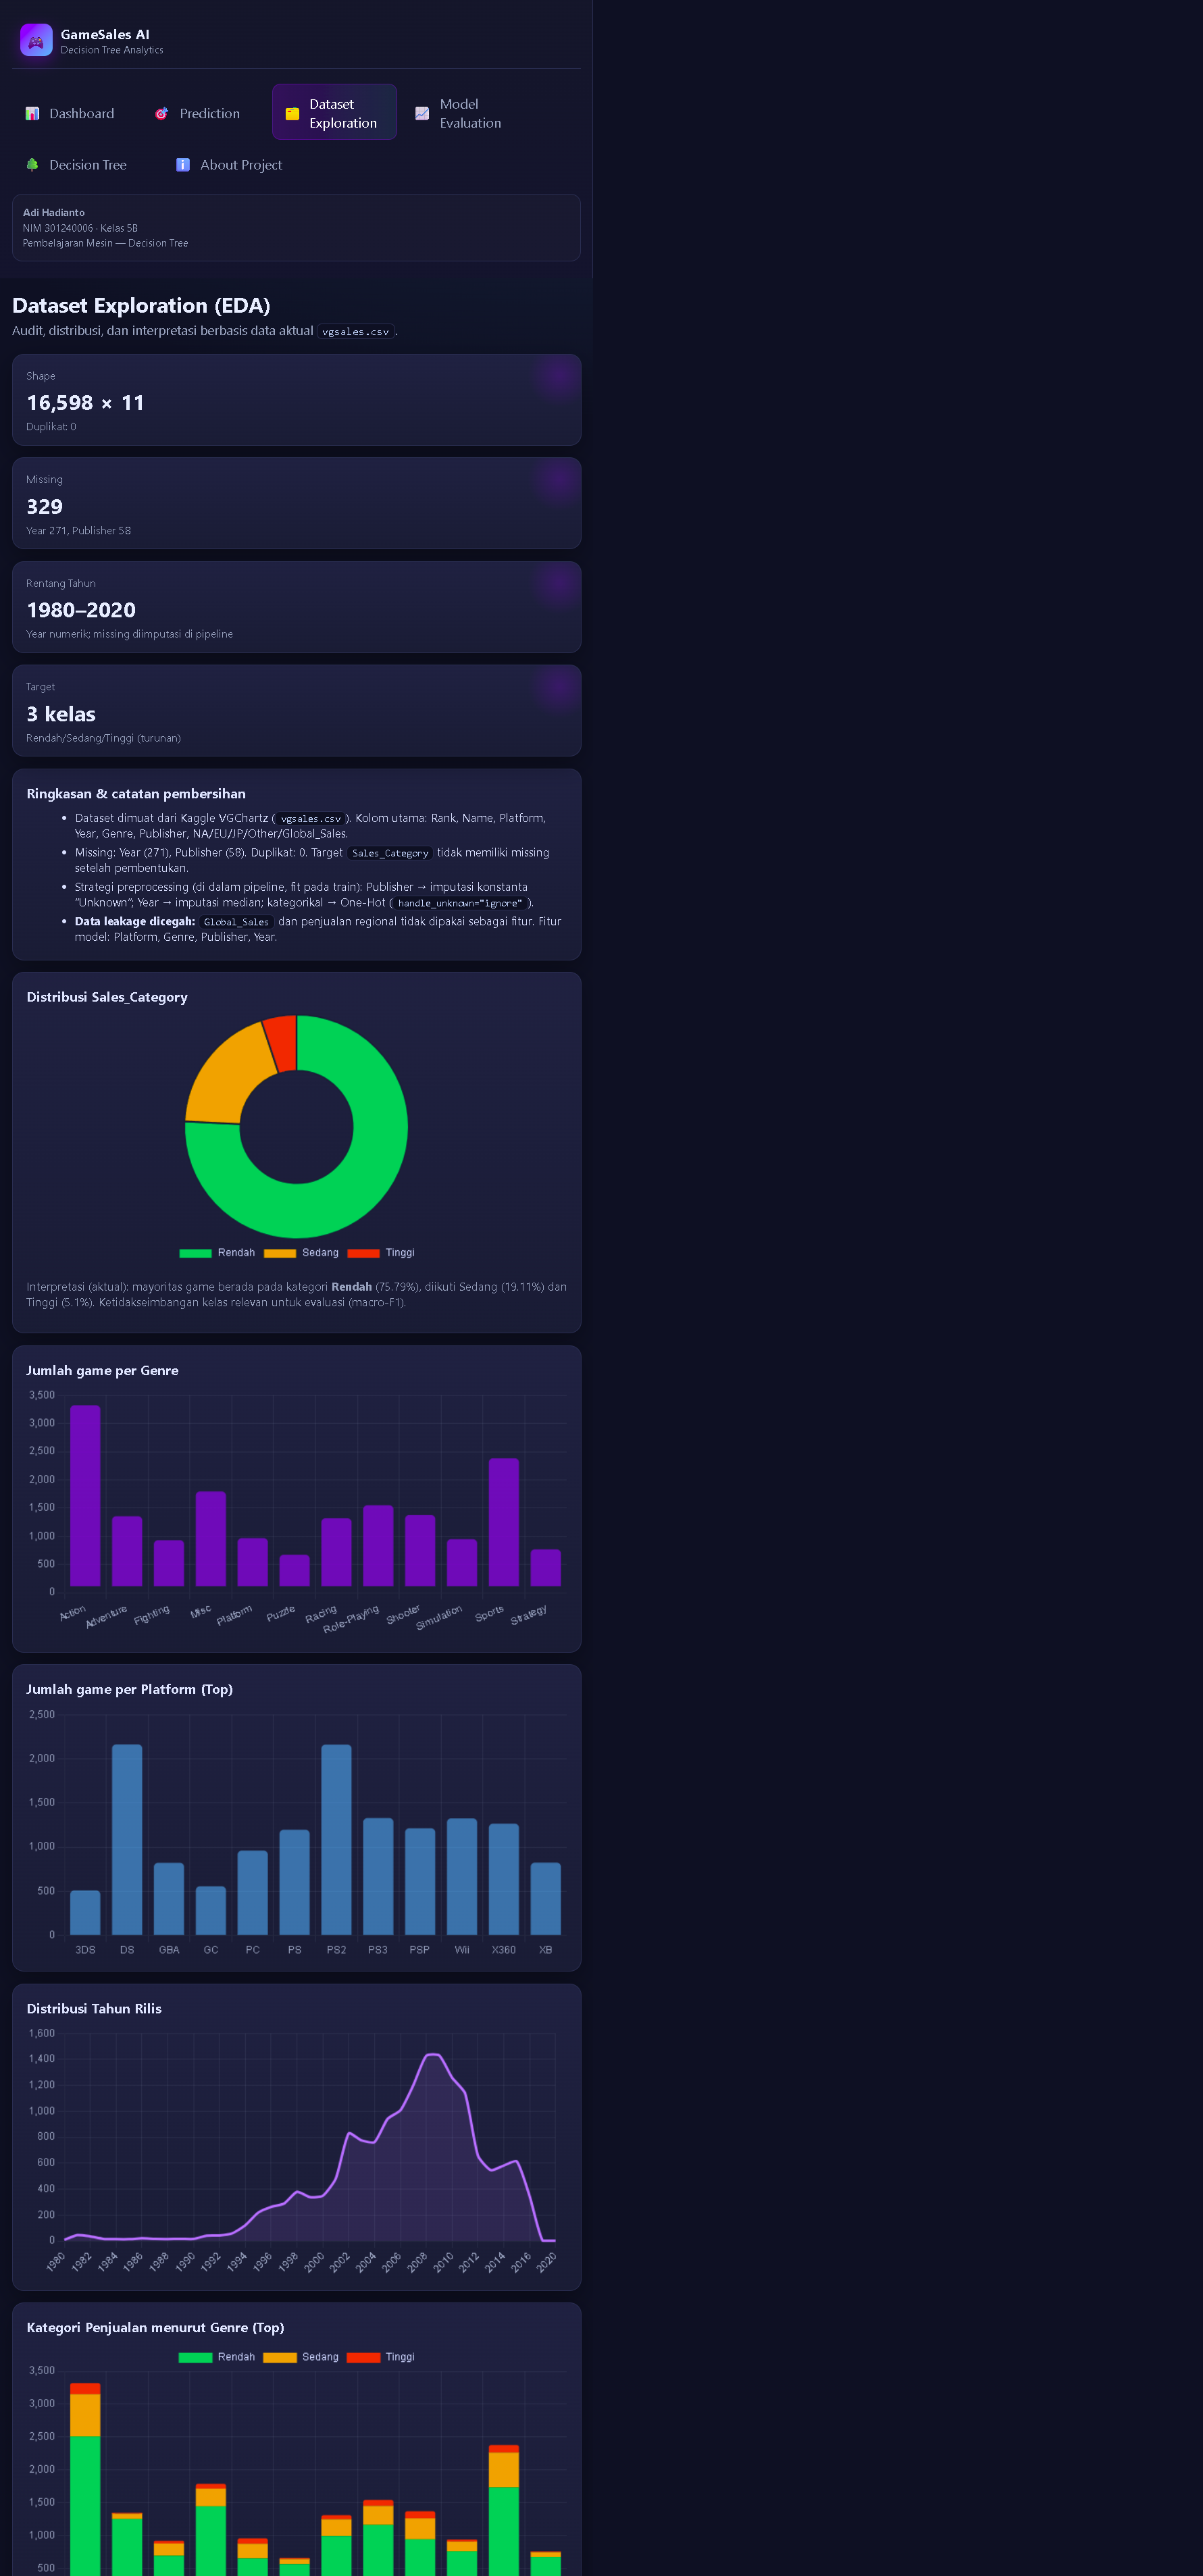 GameSales AI
Decision Tree Analytics
Dashboard
Prediction
Dataset
Exploration
Model
Evaluation
Decision Tree
About Project
Adi Hadianto
NIM 301240006 · Kelas 5B
Pembelajaran Mesin — Decision Tree
Dataset Exploration (EDA)
Audit, distribusi, dan interpretasi berbasis data aktual vgsales.csv.
Shape
16,598 × 11
Duplikat: 0
Missing
329
Year 271, Publisher 58
Rentang Tahun
1980–2020
Year numerik; missing diimputasi di pipeline
Target
3 kelas
Rendah/Sedang/Tinggi (turunan)
Ringkasan & catatan pembersihan
• Dataset dimuat dari Kaggle VGChartz (vgsales.csv). Kolom utama: Rank, Name, Platform,
Year, Genre, Publisher, NA/EU/JP/Other/Global_Sales.
• Missing: Year (271), Publisher (58). Duplikat: 0. Target Sales_Category tidak memiliki missing
setelah pembentukan.
• Strategi preprocessing (di dalam pipeline, fit pada train): Publisher → imputasi konstanta
“Unknown”; Year → imputasi median; kategorikal → One-Hot (handle_unknown="ignore").
• Data leakage dicegah: Global_Sales dan penjualan regional tidak dipakai sebagai fitur. Fitur
model: Platform, Genre, Publisher, Year.
Distribusi Sales_Category
Rendah Sedang Tinggi
Interpretasi (aktual): mayoritas game berada pada kategori Rendah (75.79%), diikuti Sedang (19.11%) dan
Tinggi (5.1%). Ketidakseimbangan kelas relevan untuk evaluasi (macro-F1).
Jumlah game per Genre
3,500
3,000
2,500
2,000
1,500
1,000
500
0
Action Adventure Fighting Misc Platform Puzzle Racing Role-Playing Shooter Simulation Sports Strategy
Jumlah game per Platform (Top)
2,500
2,000
1,500
1,000
500
0
3DS DS GBA GC PC PS PS2 PS3 PSP Wii X360 XB
Distribusi Tahun Rilis
1,600
1,400
1,200
1,000
800
600
400
200
0
1980 1982 1984 1986 1988 1990 1992 1994 1996 1998 2000 2002 2004 2006 2008 2010 2012 2014 2016 2020
Kategori Penjualan menurut Genre (Top)
Rendah Sedang Tinggi
3,500
3,000
2,500
2,000
1,500
1,000
500